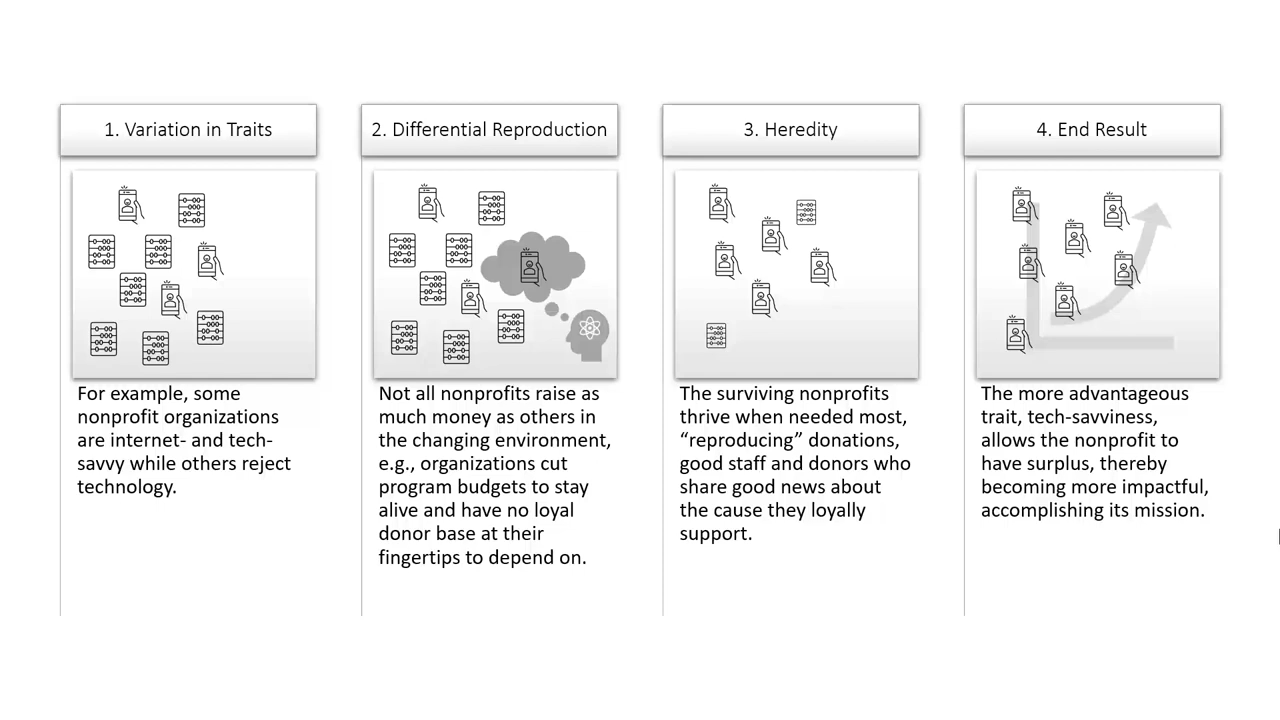 1. Variation in Traits
For example, some
nonprofit organizations
are internet- and tech-
savvy while others reject
technology.
2. Differential Reproduction
Not all nonprofits raise as
much money as others in
the changing environment,
e.g., organizations cut
program budgets to stay
alive and have no loyal
donor base at their
fingertips to depend on.
3. Heredity
The surviving nonprofits
thrive when needed most,
“reproducing” donations,
good staff and donors who
share good news about
the cause they loyally
support.
4. End Result
The more advantageous
trait, tech-savviness,
allows the nonprofit to
have surplus, thereby
becoming more impactful,
accomplishing its mission.